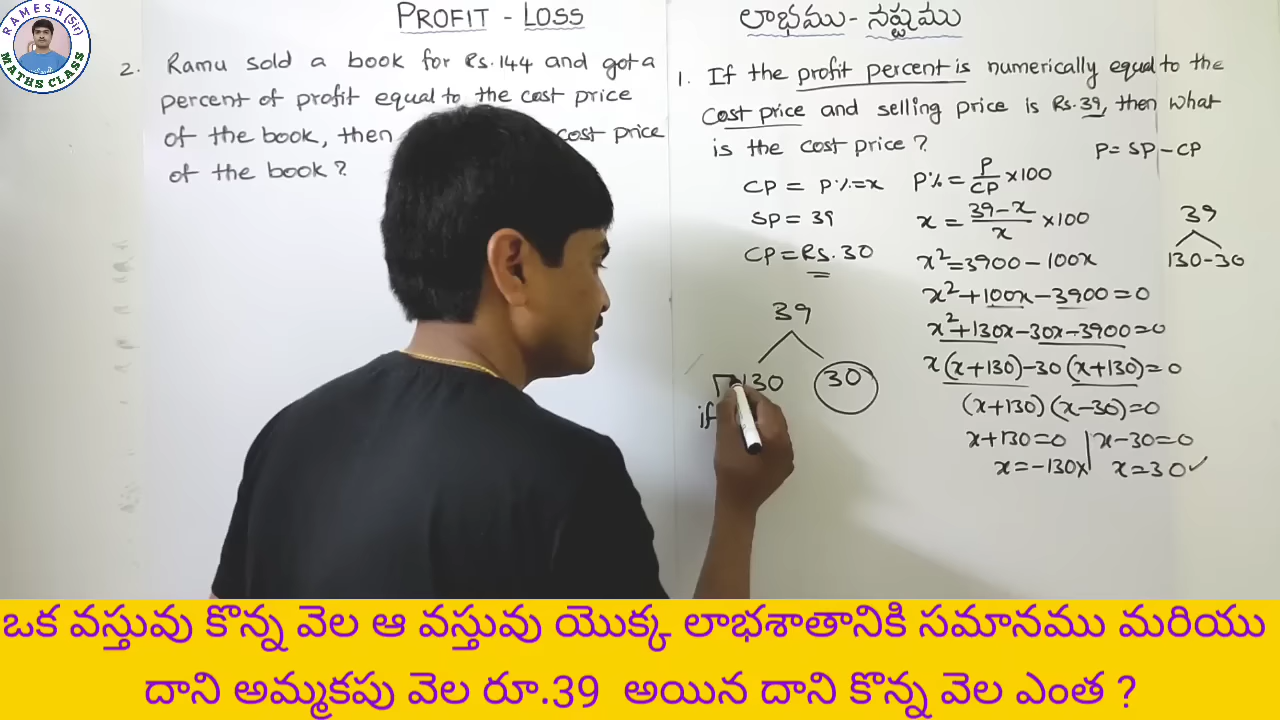 RAMESH (Sir)
MATHS CLASS
PROFIT - LOSS
2. Ramu sold a book for Rs.144 and got a
percent of profit equal to the cost price
of the book, then cost price
of the book?
లాభము - నష్టము
1. If the profit percent is numerically equal to the
cost price and selling price is Rs.39, then what
is the cost price?
P = SP - CP
CP = P% = x
SP = 39
CP = Rs. 30
39
130 30
if
P% = P/CP × 100
x = 39-x/x × 100
x² = 3900 - 100x
x² + 100x - 3900 = 0
x² + 130x - 30x - 3900 = 0
x(x+130) - 30(x+130) = 0
(x+130)(x-30) = 0
x+130 = 0 | x-30 = 0
x = -130x | x = 30✓
39
130-30
ఒక వస్తువు కొన్న వెల ఆ వస్తువు యొక్క లాభశాతానికి సమానము మరియు
దాని అమ్మకపు వెల రూ.39 అయిన దాని కొన్న వెల ఎంత ?